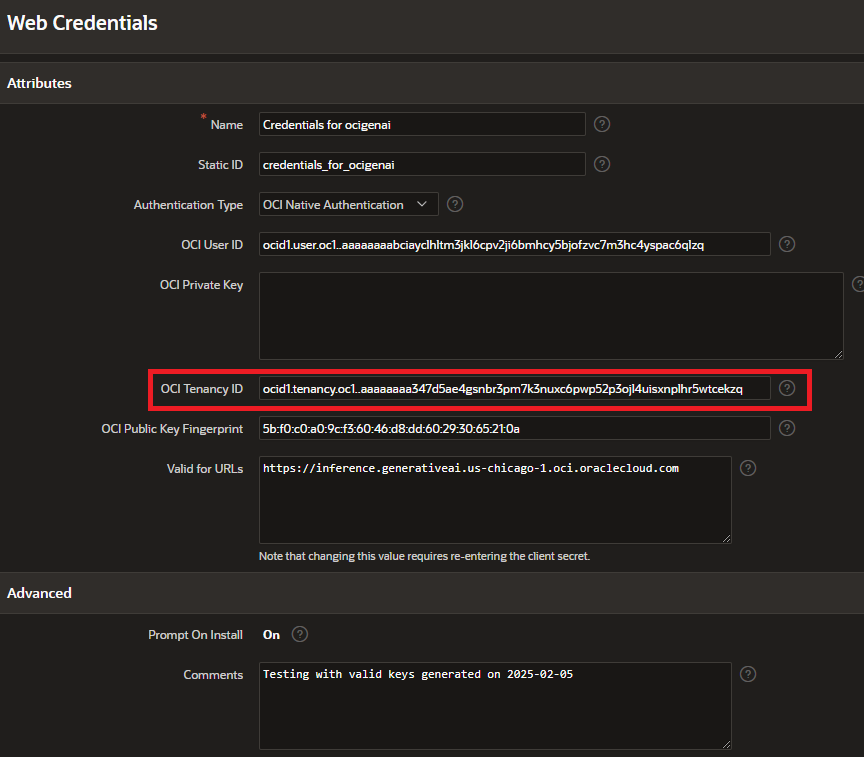 Web Credentials
Attributes
* Name Credentials for ocigenai
Static ID credentials_for_ocigenai
Authentication Type OCI Native Authentication
OCI User ID ocid1.user.oc1..aaaaaaaabciayclhltm3jkl6cpv2ji6bmhcy5bjofzvc7m3hc4yspac6qlzq
OCI Private Key
OCI Tenancy ID ocid1.tenancy.oc1..aaaaaaaa347d5ae4gsnbr3pm7k3nuxc6pwp52p3ojl4uisxnplhr5wtcekzq
OCI Public Key Fingerprint 5b:f0:c0:a0:9c:f3:60:46:d8:dd:60:29:30:65:21:0a
Valid for URLs https://inference.generativeai.us-chicago-1.oci.oraclecloud.com
Note that changing this value requires re-entering the client secret.
Advanced
Prompt On Install On
Comments Testing with valid keys generated on 2025-02-05